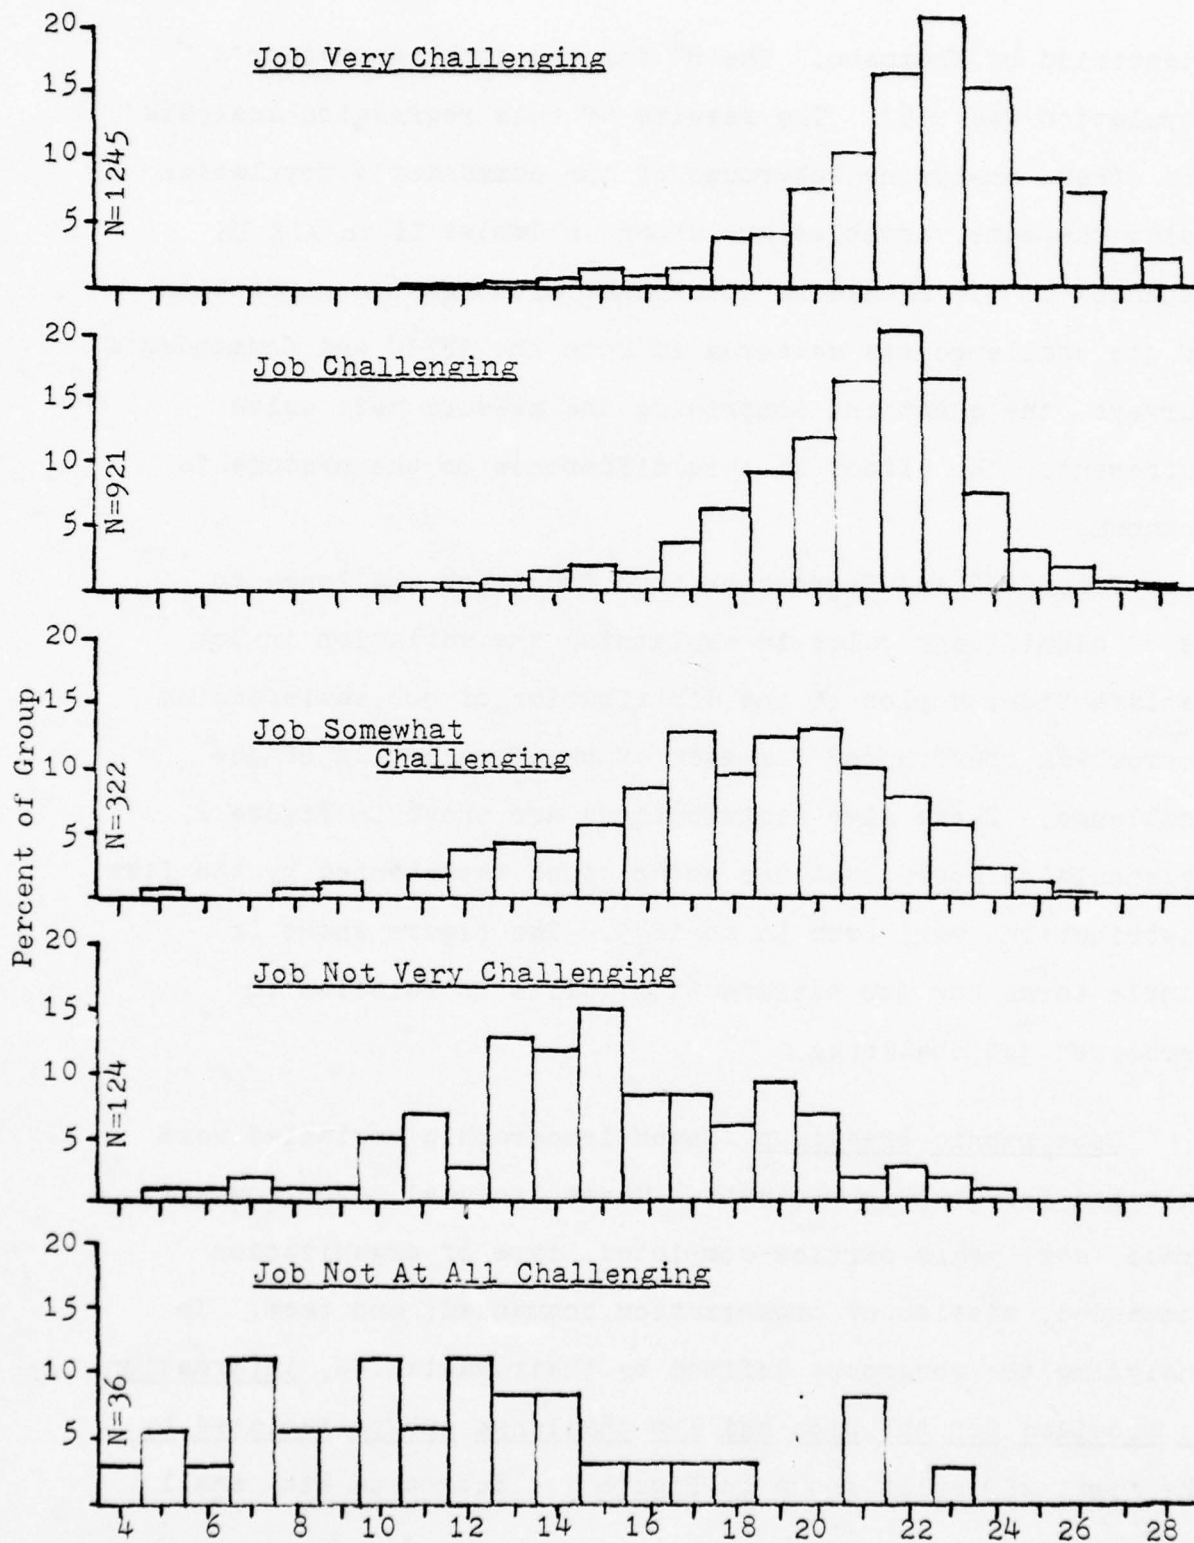 Percent of Group
20
15
10
5
N=1245
Job Very Challenging
20
15
10
5
N=921
Job Challenging
20
15
10
5
N=322
Job Somewhat
Challenging
20
15
10
5
N=124
Job Not Very Challenging
20
15
10
5
N=36
Job Not At All Challenging
4 6 8 10 12 14 16 18 20 22 24 26 28